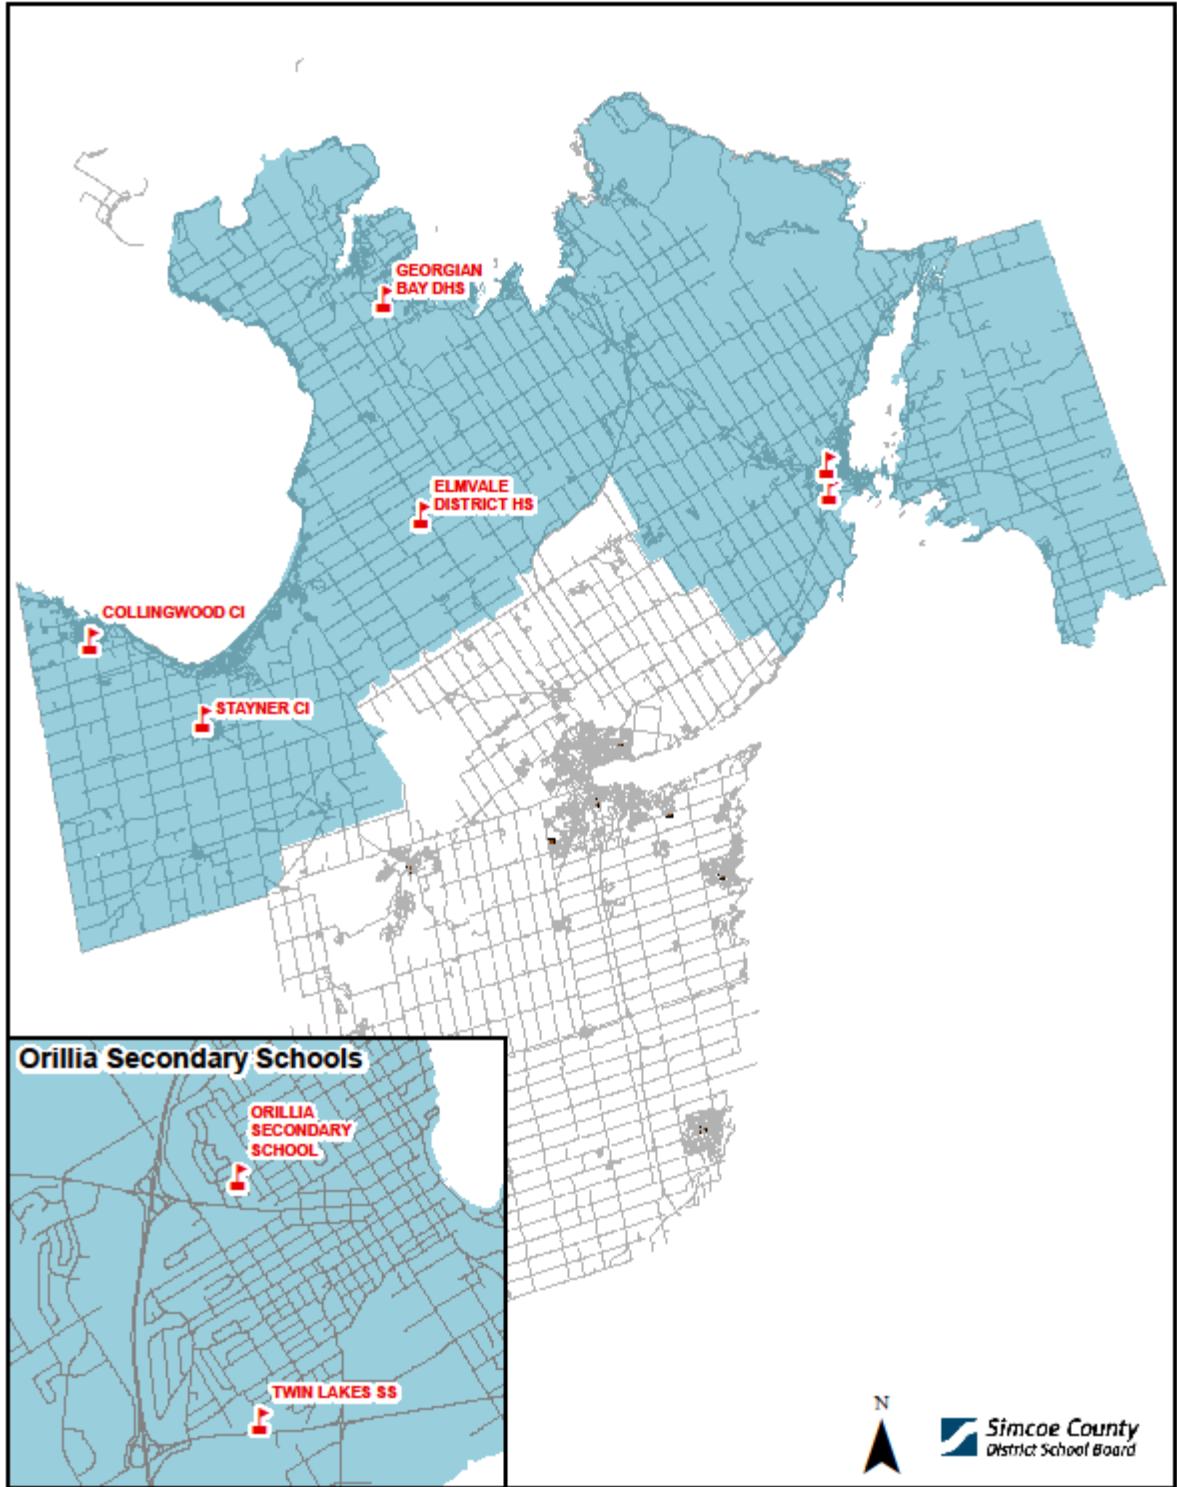 GEORGIAN
BAY DHS
ELMVALE
DISTRICT HS
COLLINGWOOD CI
STAYNER CI
Orillia Secondary Schools
ORILLIA
SECONDARY
SCHOOL
TWIN LAKES SS
N
Simcoe County
District School Board